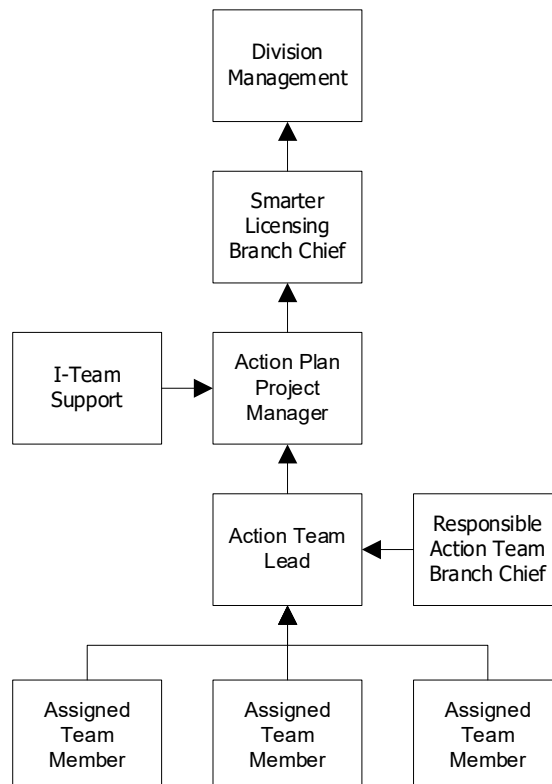 Division
Management
Smarter
Licensing
Branch Chief
I-Team
Support
Action Plan
Project
Manager
Action Team
Lead
Responsible
Action Team
Branch Chief
Assigned
Team
Member
Assigned
Team
Member
Assigned
Team
Member